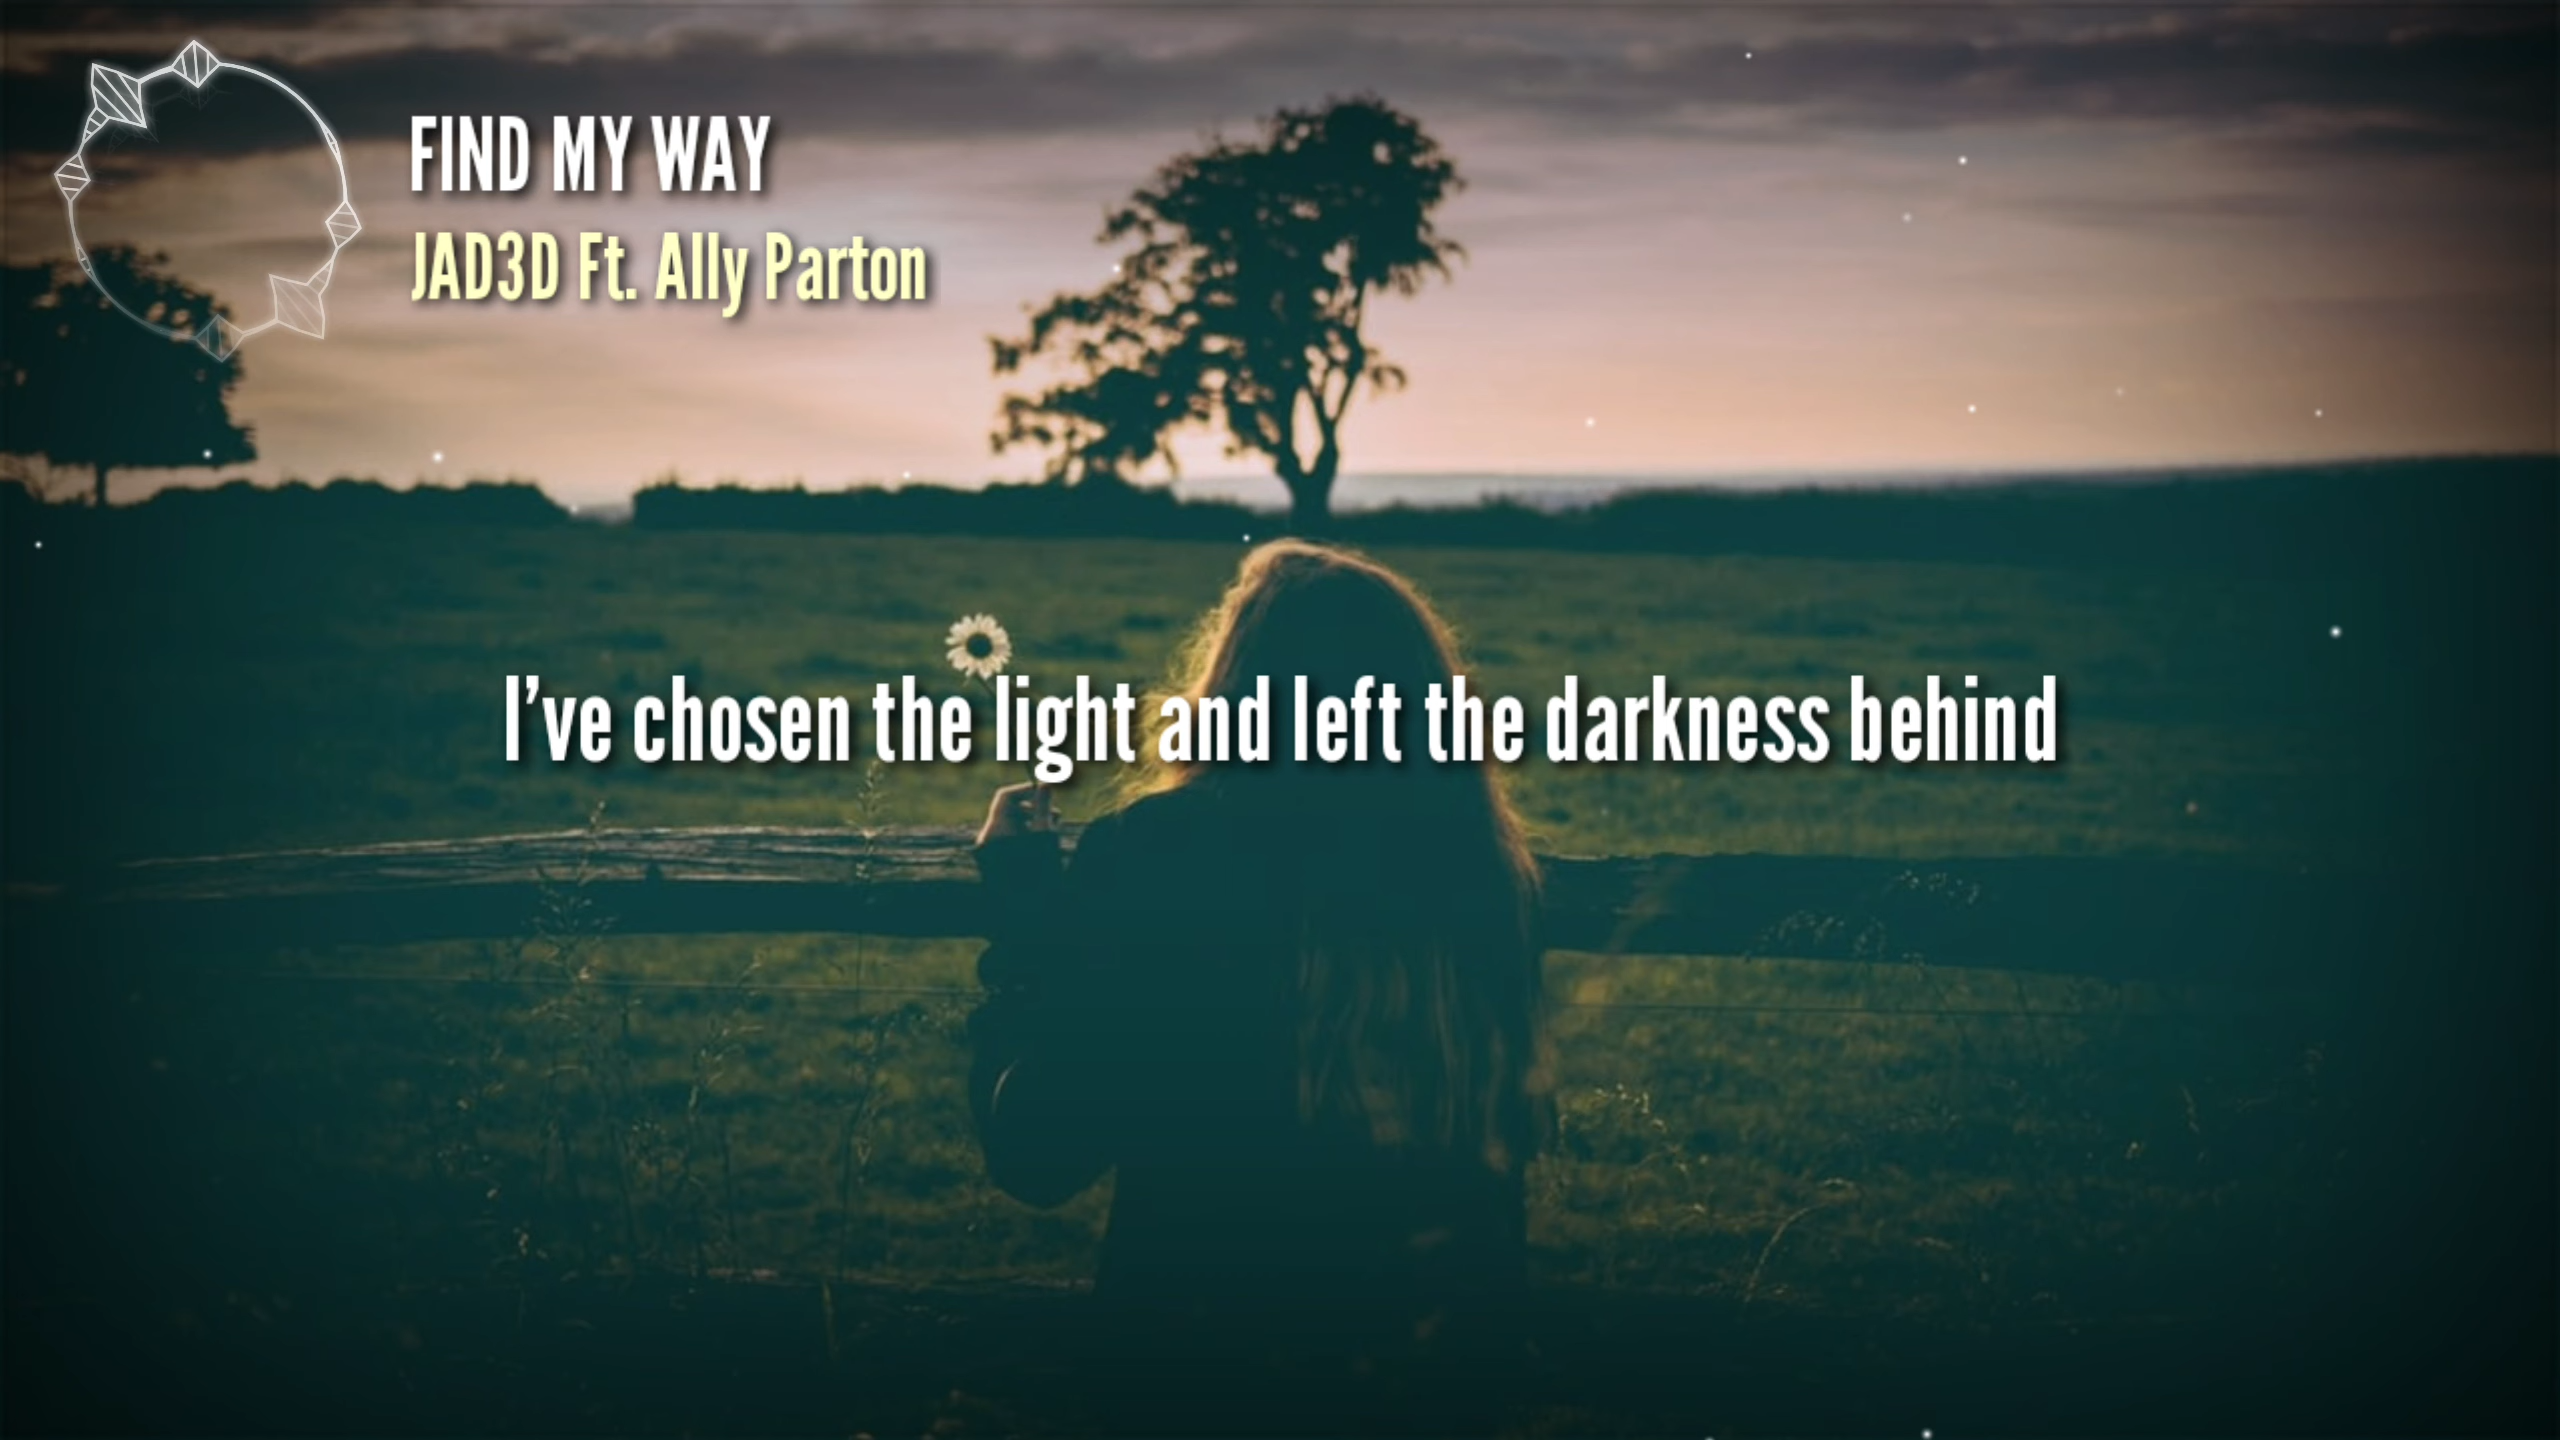 FIND MY WAY
JAD3D Ft. Ally Parton
I’ve chosen the light and left the darkness behind